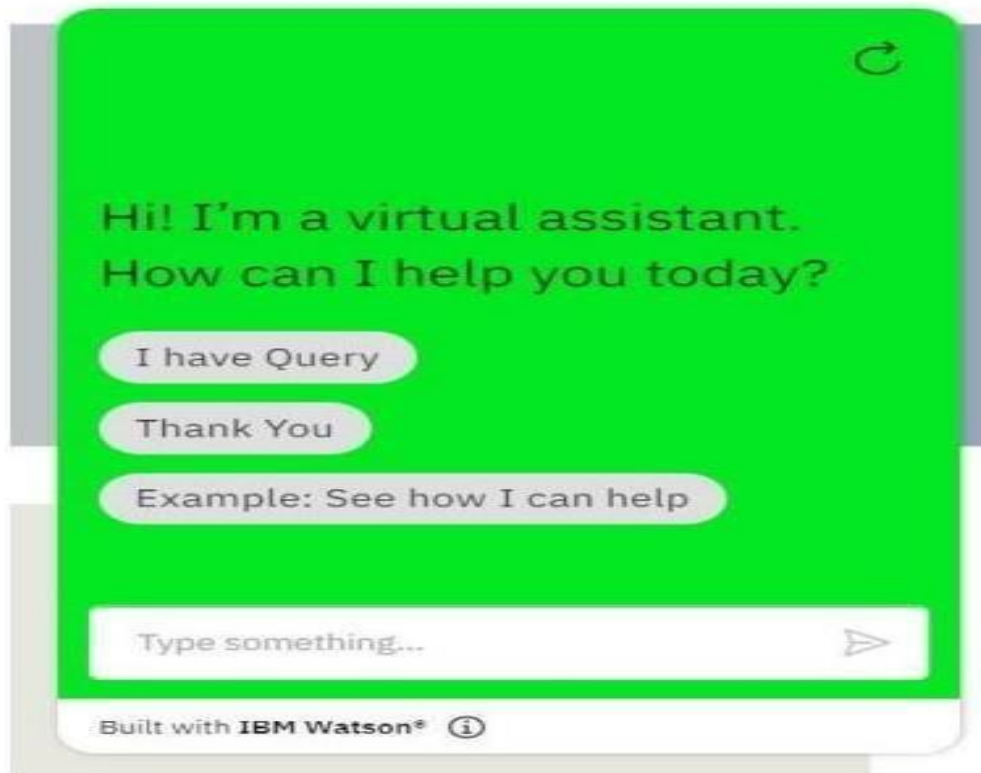 Hi! I'm a virtual assistant.
How can I help you today?
I have Query
Thank You
Example: See how I can help
Type something...
Built with IBM Watson®